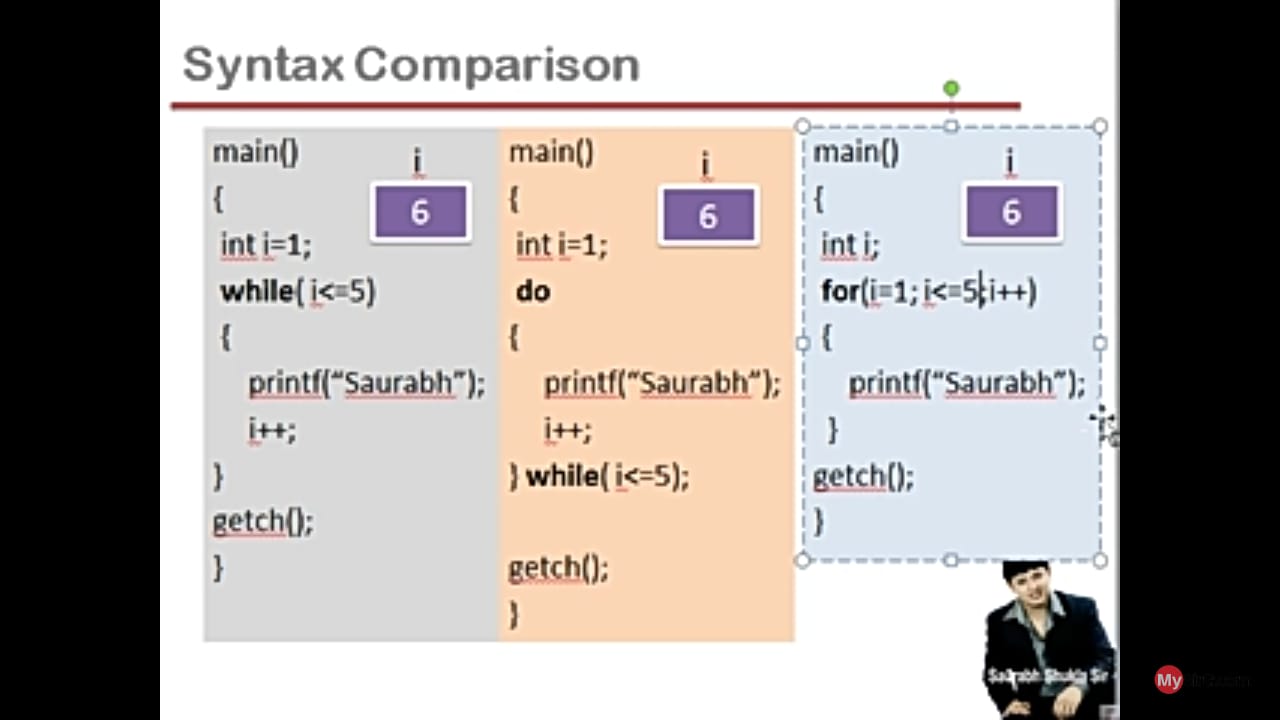 Syntax Comparison
main()
i
{
6
int i=1;
while( i<=5)
{
printf(“Saurabh”);
i++;
}
getch();
}
main()
i
{
6
int i=1;
do
{
printf(“Saurabh”);
i++;
} while( i<=5);
getch();
}
main()
i
{
6
int i;
for(i=1; i<=5;i++)
{
printf(“Saurabh”);
}
getch();
}
Saurabh Shukla Sir
My